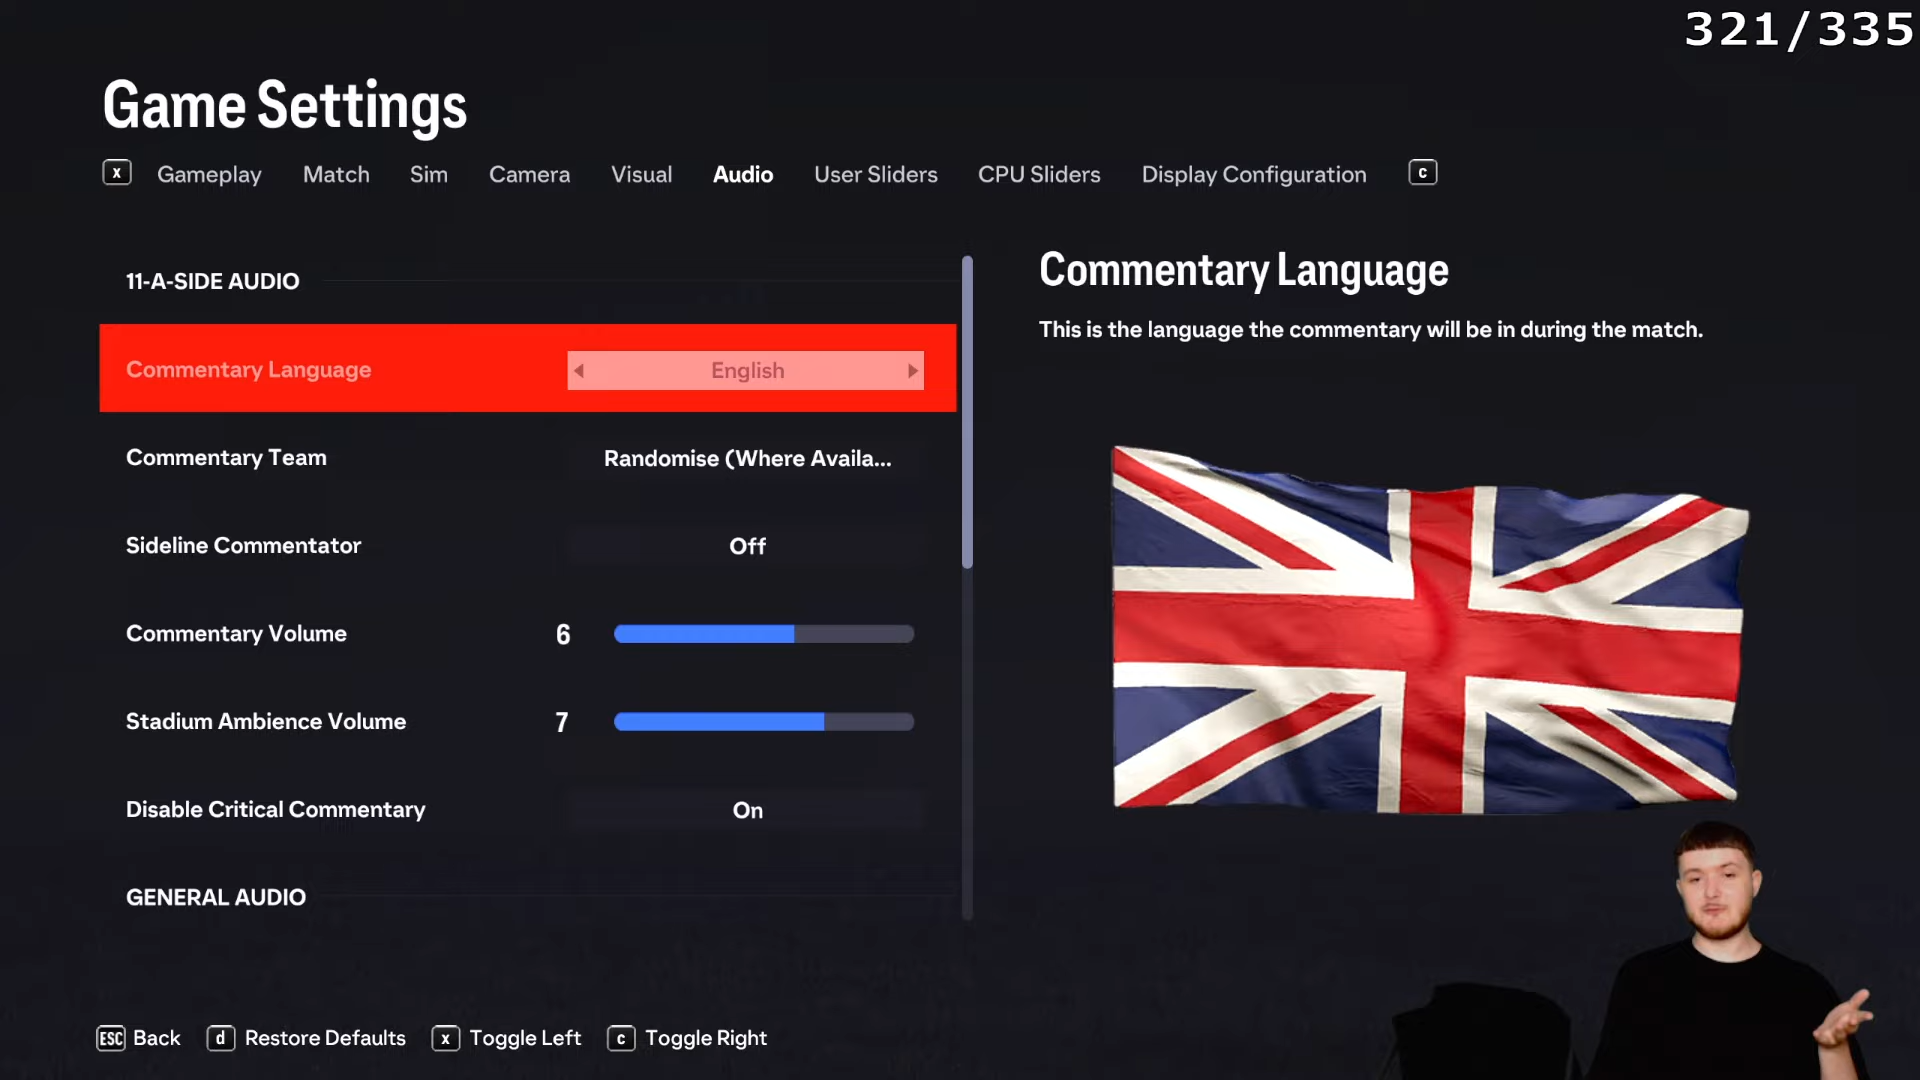 321/335
Game Settings
x Gameplay Match Sim Camera Visual Audio User Sliders CPU Sliders Display Configuration c
11-A-SIDE AUDIO
Commentary Language English
Commentary Team Randomise (Where Availa...
Sideline Commentator Off
Commentary Volume 6
Stadium Ambience Volume 7
Disable Critical Commentary On
GENERAL AUDIO
Commentary Language
This is the language the commentary will be in during the match.
ESC Back d Restore Defaults x Toggle Left c Toggle Right